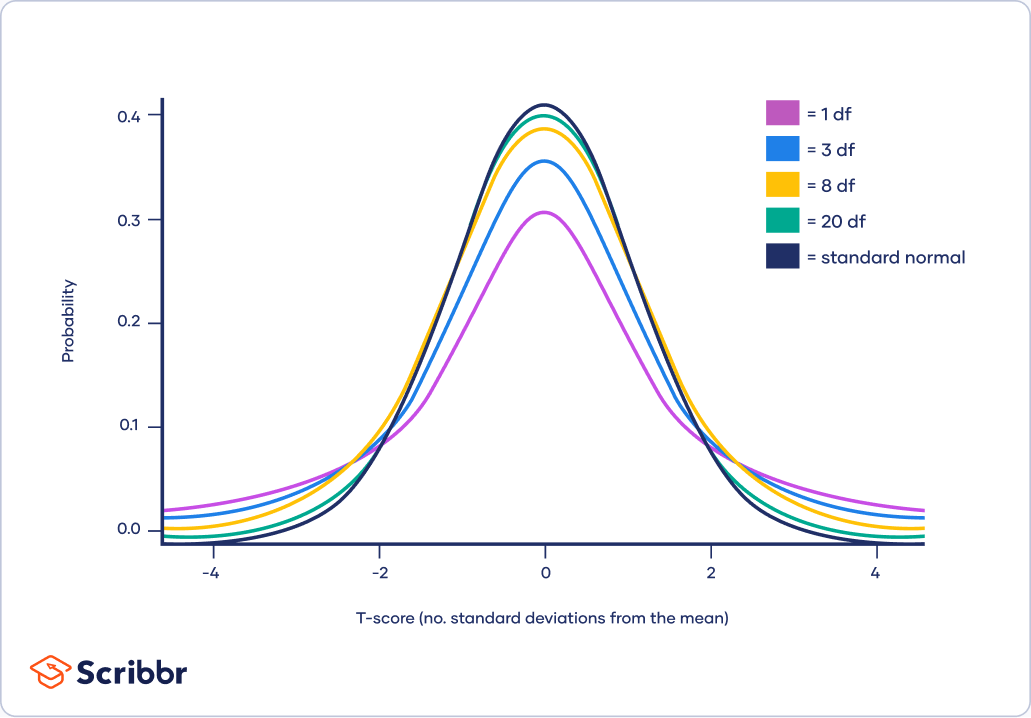 0.4
0.3
0.2
0.1
0.0
Probability
-4
-2
0
2
4
T-score (no. standard deviations from the mean)
= 1 df
= 3 df
= 8 df
= 20 df
= standard normal
Scribbr